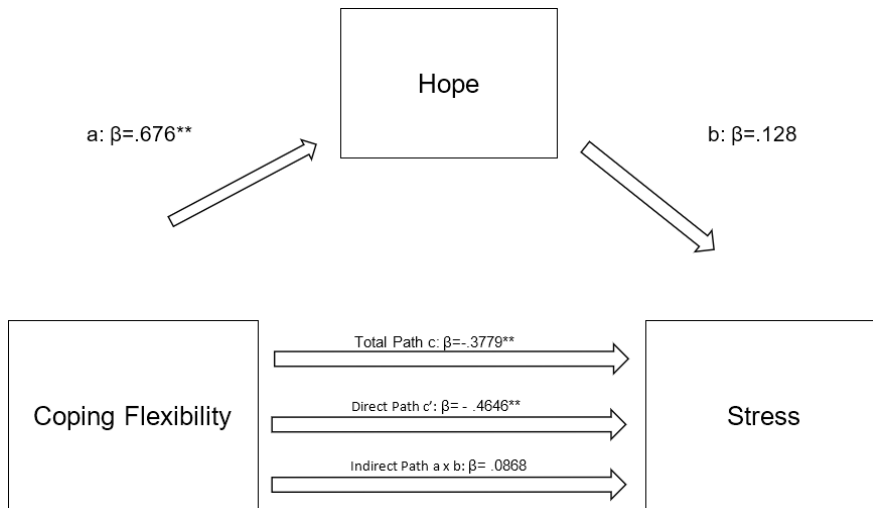 Hope
a: β=.676**
b: β=.128
Total Path c: β=-.3779**
Coping Flexibility
Direct Path c’: β= - .4646**
Stress
Indirect Path a x b: β= .0868